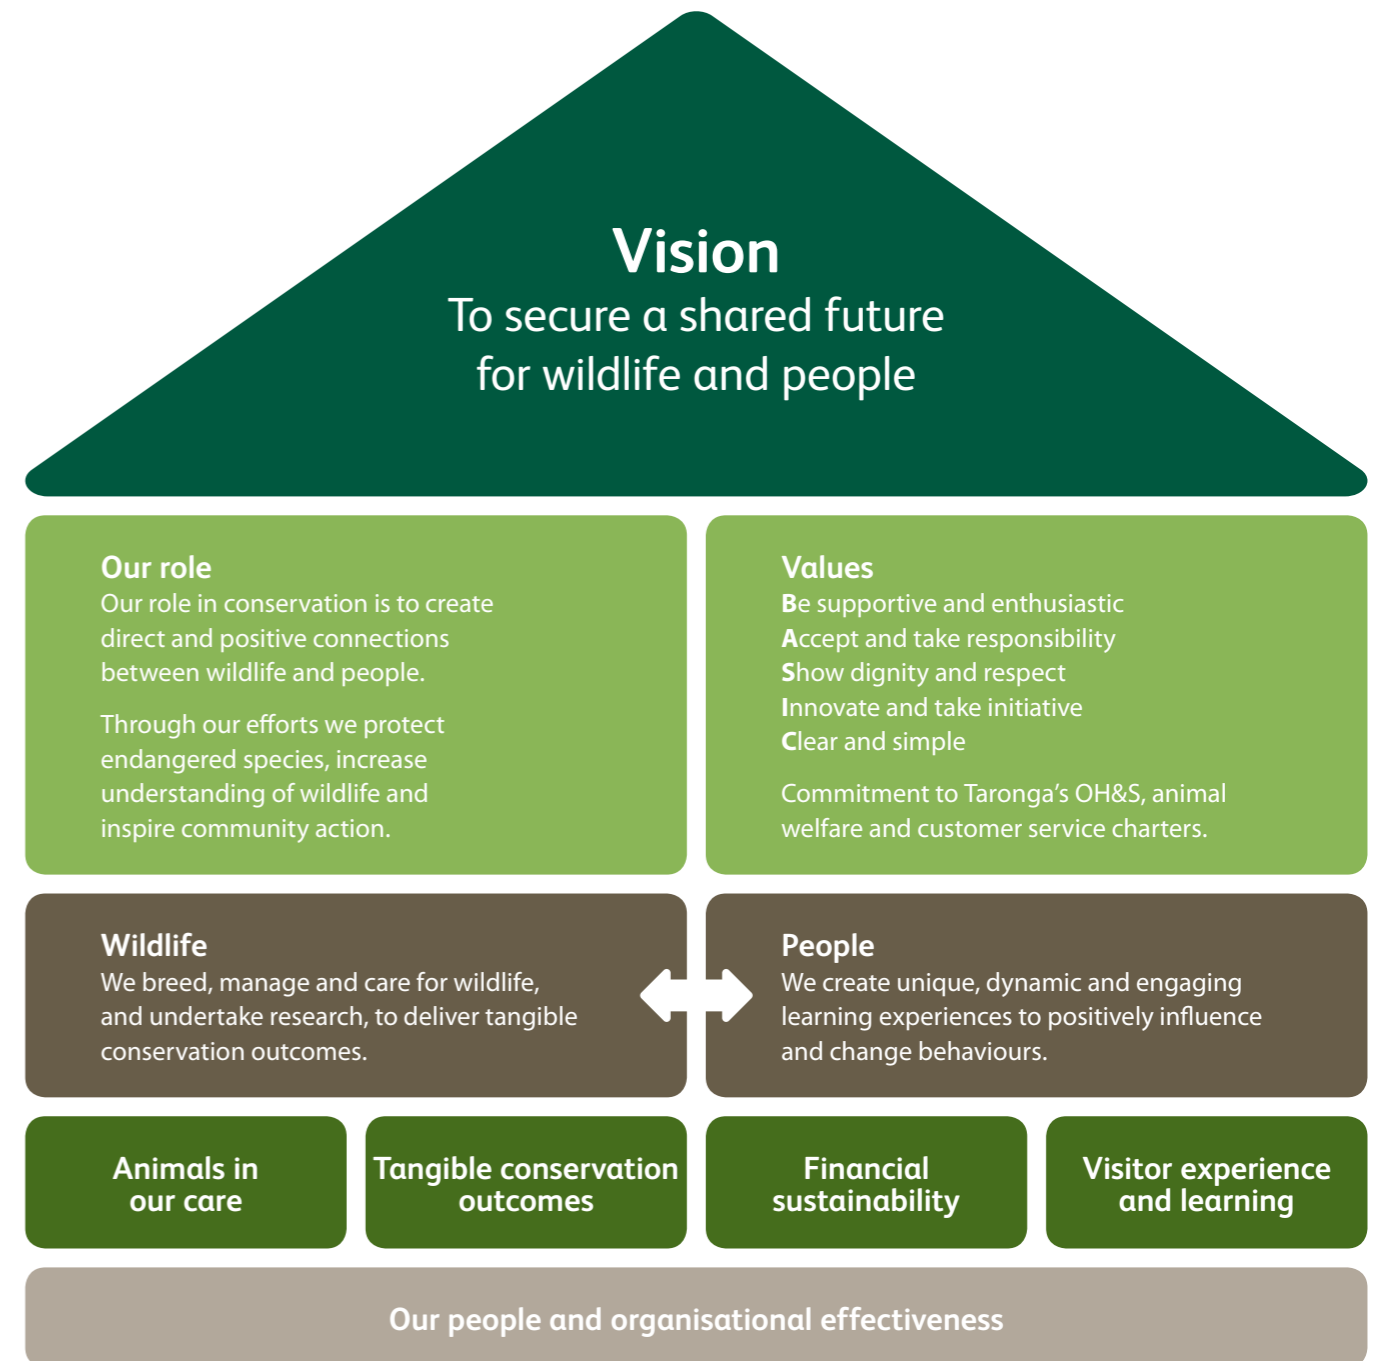 Vision
To secure a shared future
for wildlife and people
Our role
Our role in conservation is to create
direct and positive connections
between wildlife and people.
Through our efforts we protect
endangered species, increase
understanding of wildlife and
inspire community action.
Values
Be supportive and enthusiastic
Accept and take responsibility
Show dignity and respect
Innovate and take initiative
Clear and simple
Commitment to Taronga's OH&S, animal
welfare and customer service charters.
Wildlife
We breed, manage and care for wildlife,
and undertake research, to deliver tangible
conservation outcomes.
People
We create unique, dynamic and engaging
learning experiences to positively influence
and change behaviours.
Animals in
our care
Tangible conservation
outcomes
Financial
sustainability
Visitor experience
and learning
Our people and organisational effectiveness